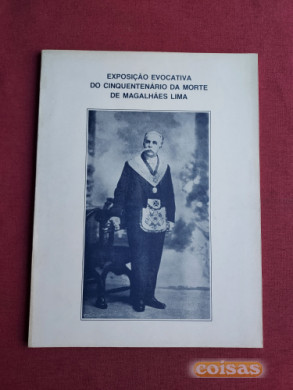 EXPOSIÇÃO EVOCATIVA
DO CINQUENTENÁRIO DA MORTE
DE MAGALHÃES LIMA
coisas